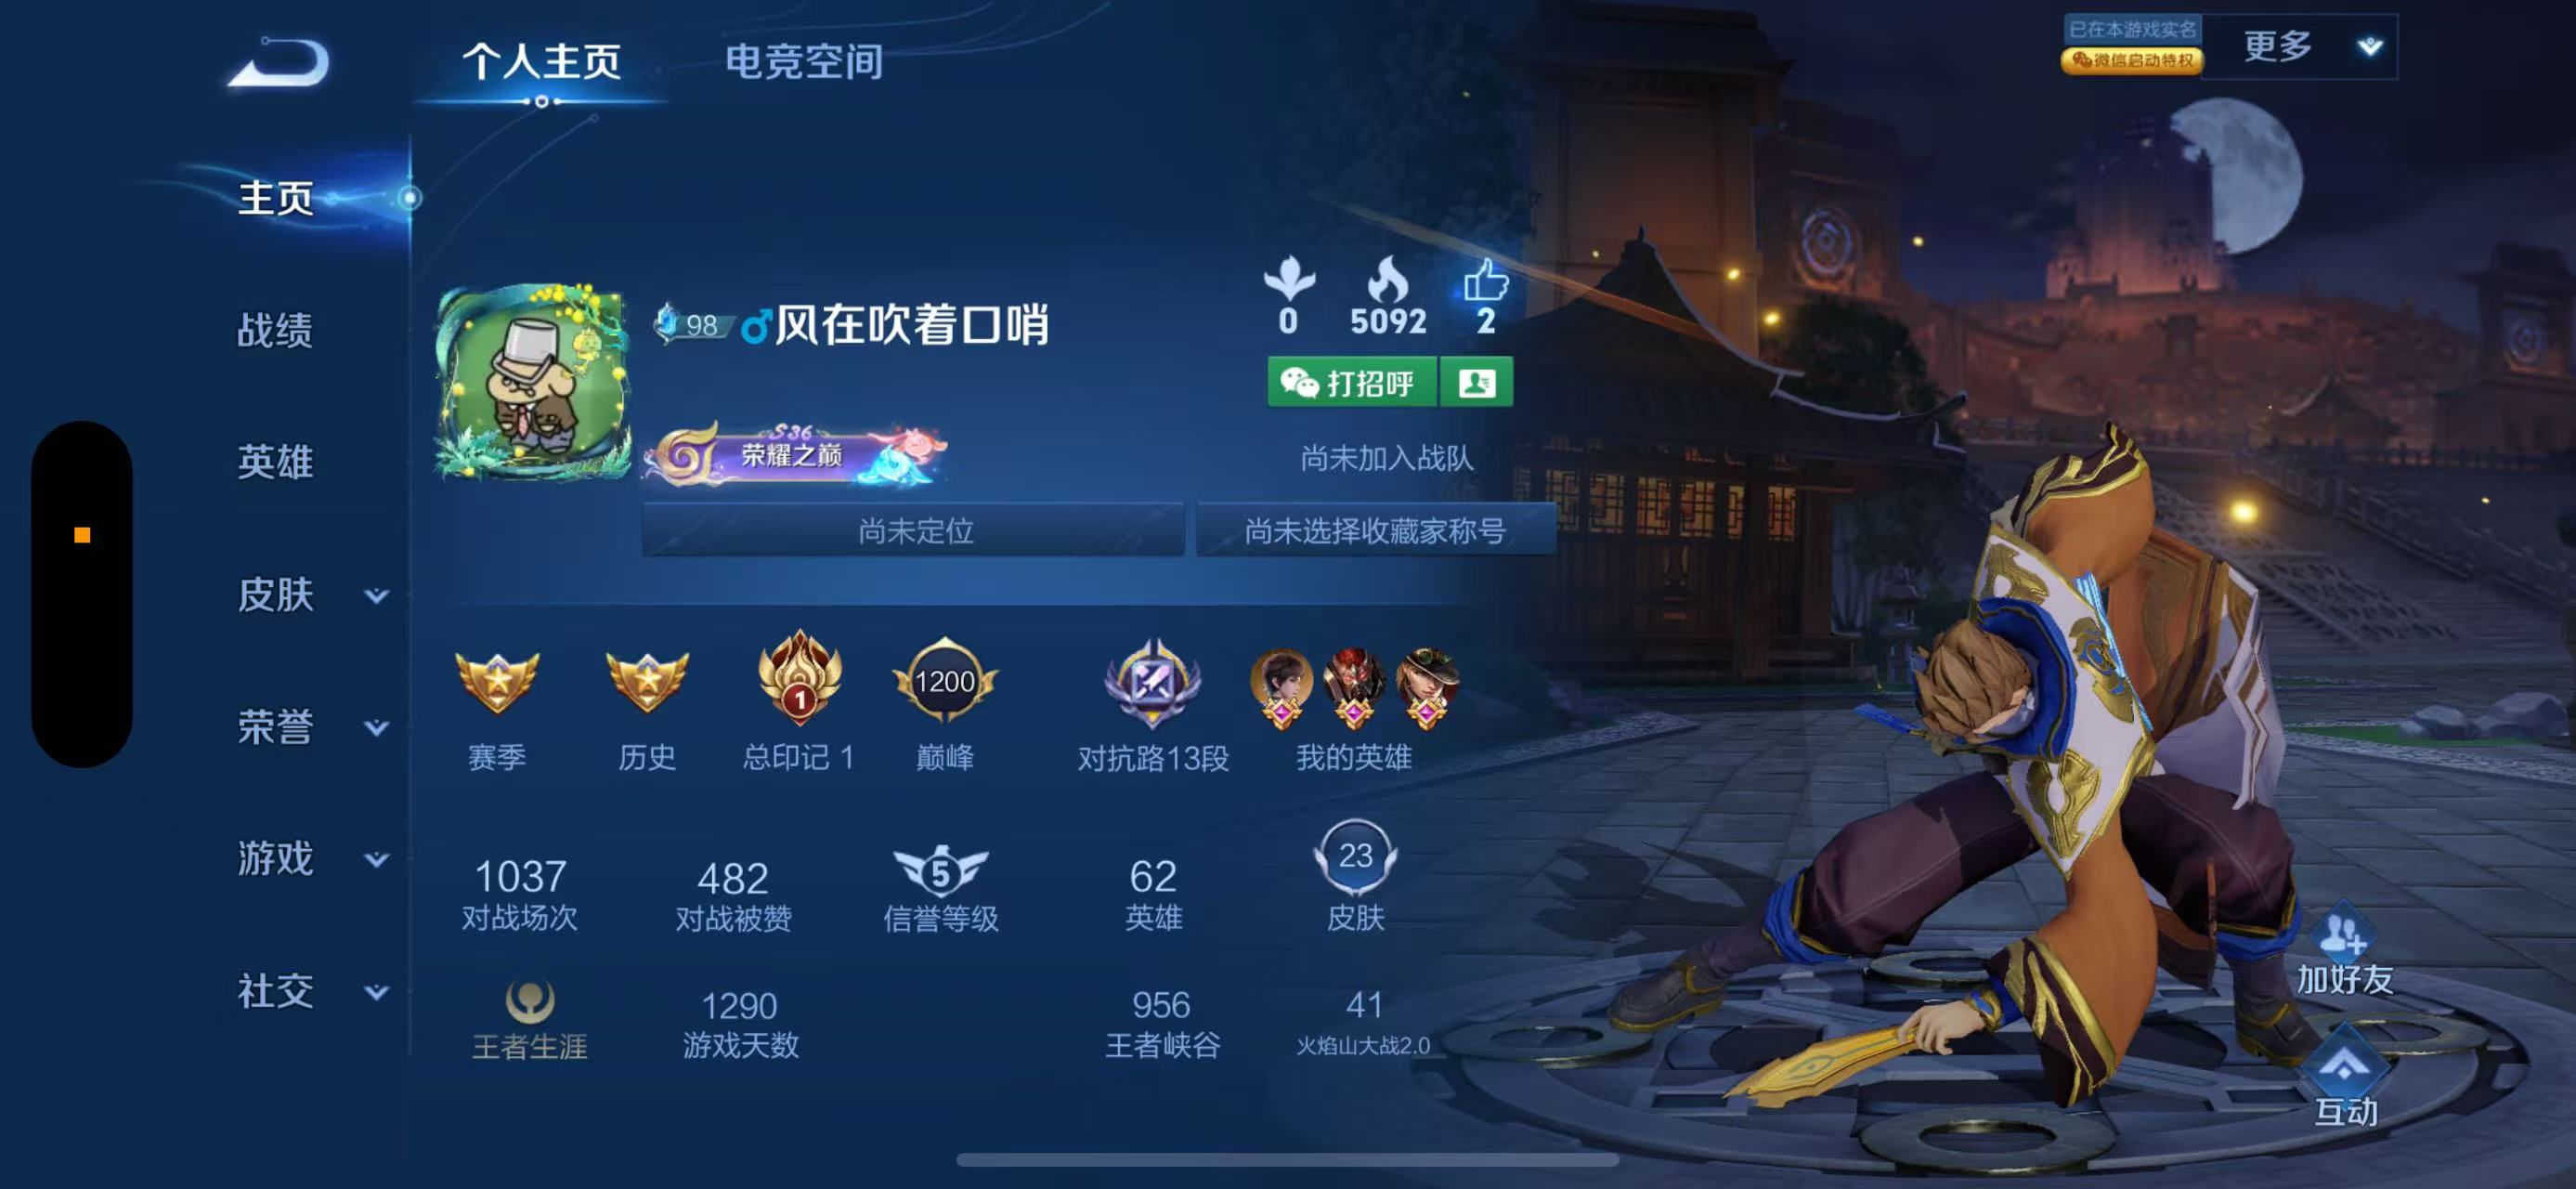 个人主页
电竞空间
已在本游戏实名
微信启动特权
更多
主页
战绩
英雄
皮肤
荣誉
游戏
社交
98
风在吹着口哨
0
5092
2
打招呼
S36
荣耀之巅
尚未加入战队
尚未定位
尚未选择收藏家称号
1
1200
赛季
历史
总印记 1
巅峰
对抗路13段
我的英雄
1037
482
5
62
23
对战场次
对战被赞
信誉等级
英雄
皮肤
1290
956
41
王者生涯
游戏天数
王者峡谷
火焰山大战2.0
加好友
互动